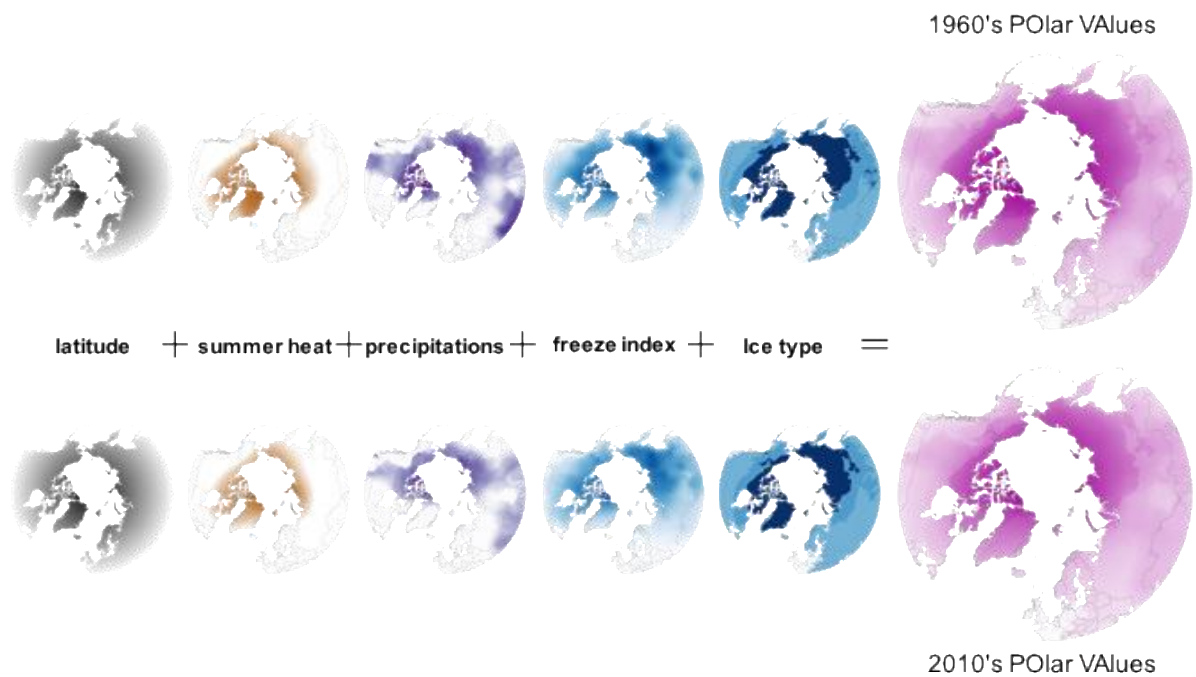 1960's POlar VAlues
latitude + summer heat + precipitations + freeze index + Ice type =
2010's POlar VAlues